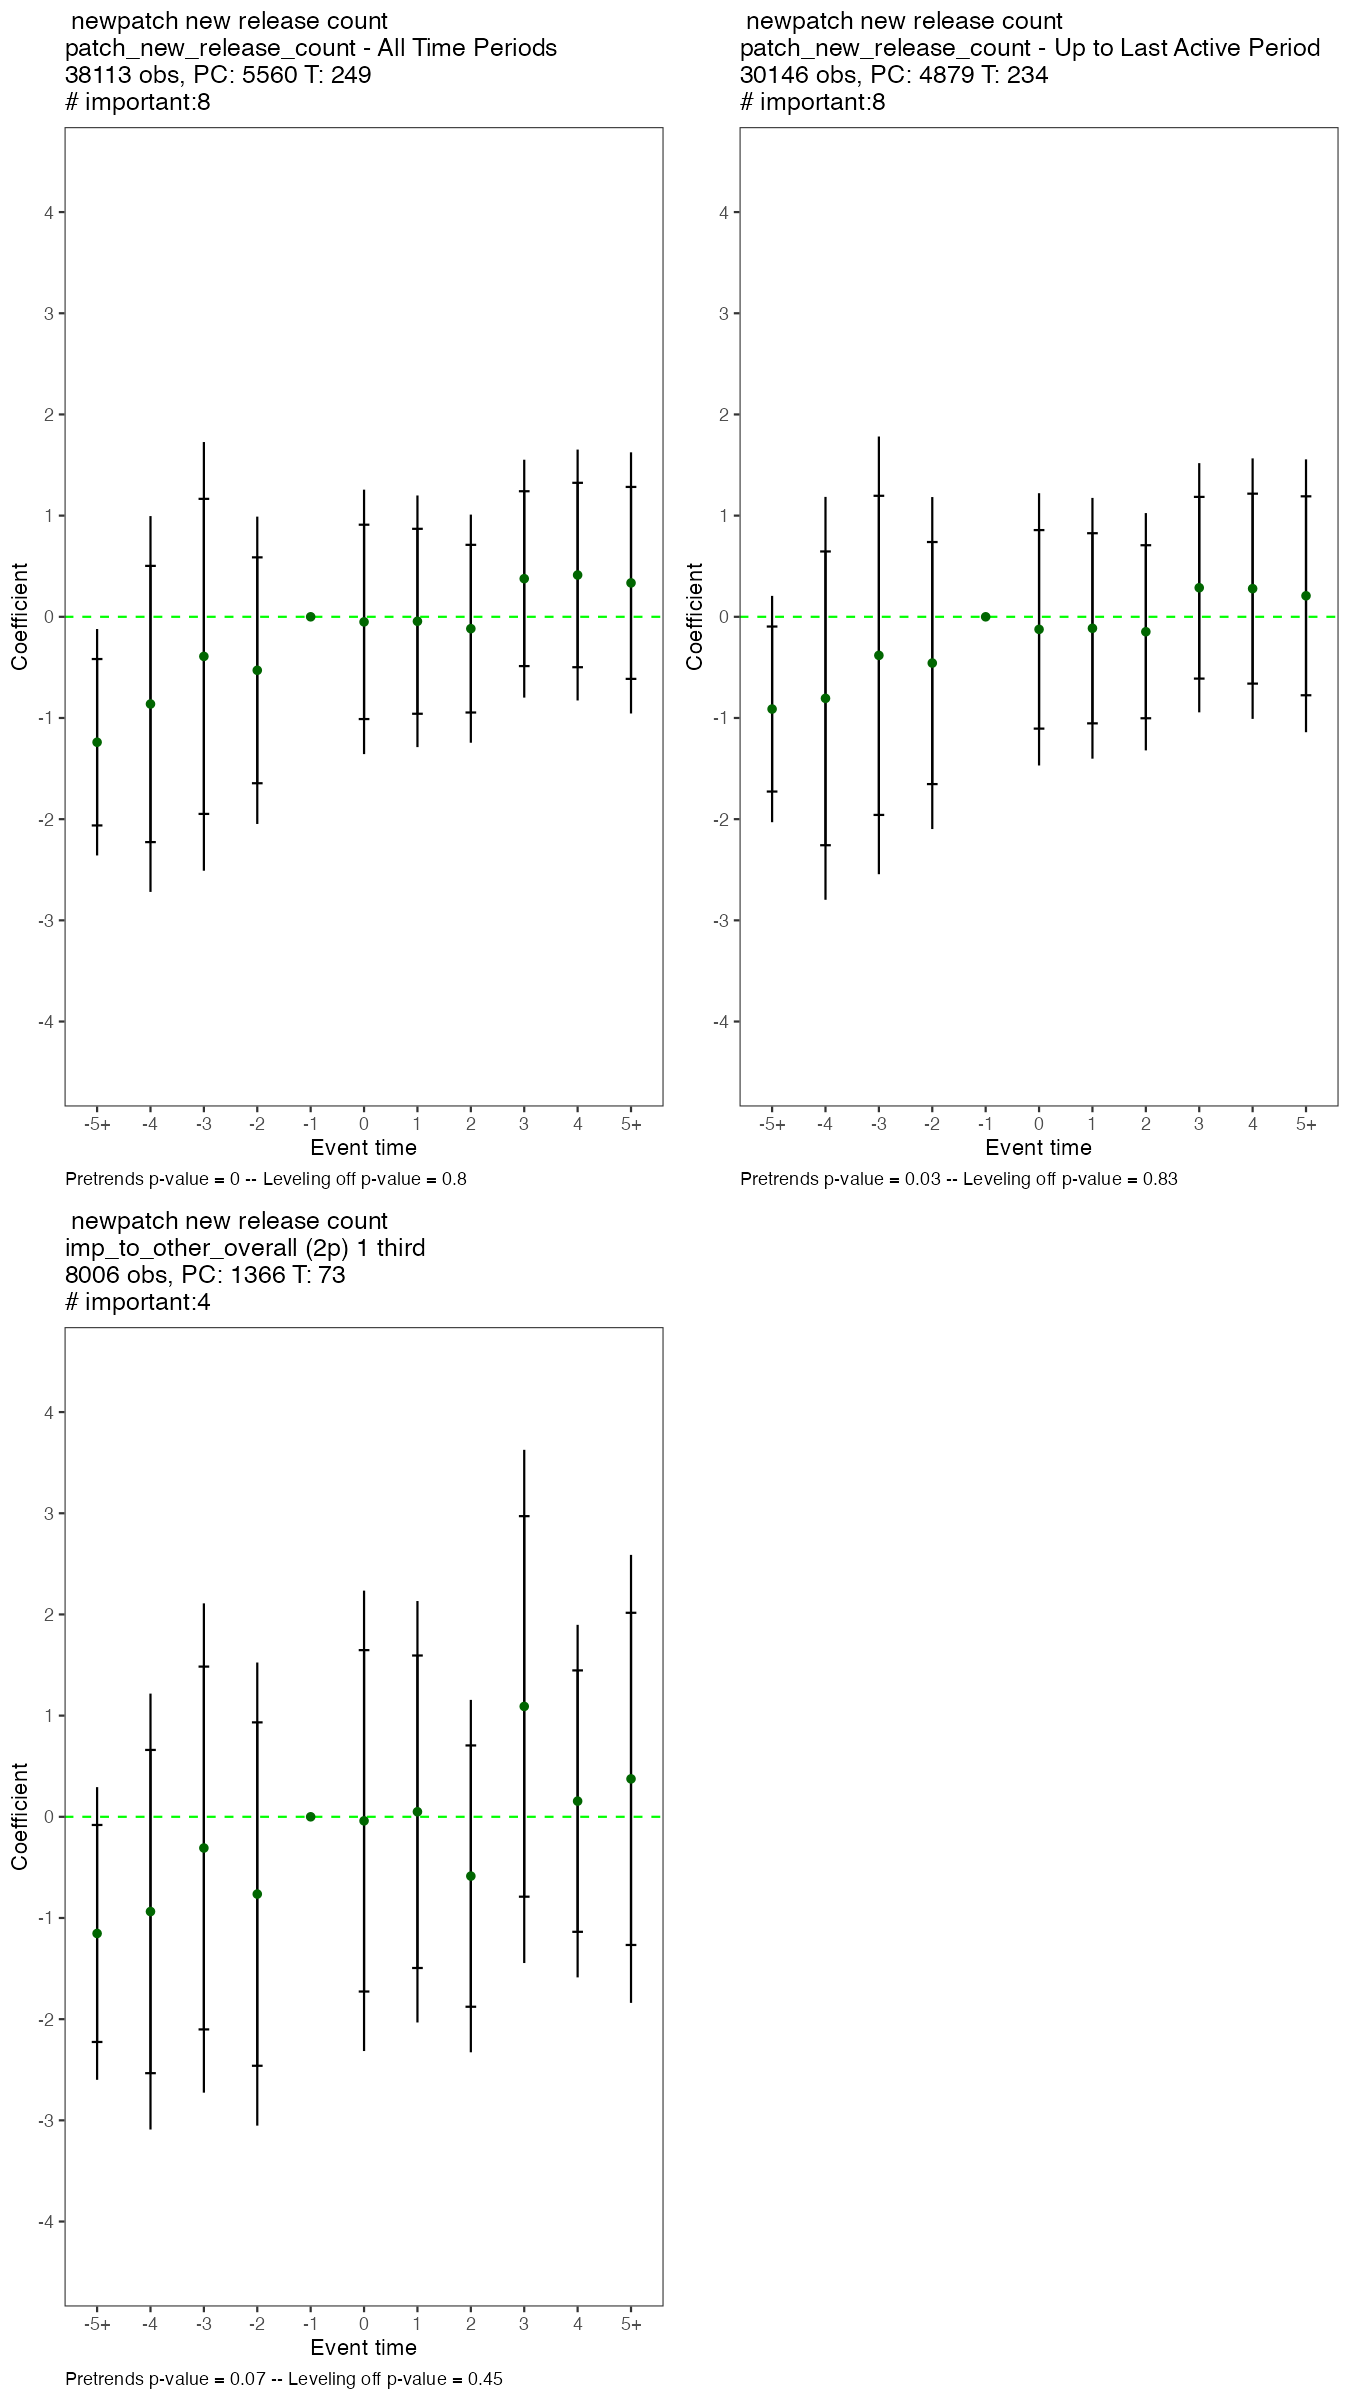 newpatch new release count
patch_new_release_count - All Time Periods
38113 obs, PC: 5560 T: 249
# important:8
4
3
2
1
0
-1
-2
-3
-4
Coefficient
-5+ -4 -3 -2 -1 0 1 2 3 4 5+
Event time
Pretrends p-value = 0 -- Leveling off p-value = 0.8
newpatch new release count
patch_new_release_count - Up to Last Active Period
30146 obs, PC: 4879 T: 234
# important:8
4
3
2
1
0
-1
-2
-3
-4
Coefficient
-5+ -4 -3 -2 -1 0 1 2 3 4 5+
Event time
Pretrends p-value = 0.03 -- Leveling off p-value = 0.83
newpatch new release count
imp_to_other_overall (2p) 1 third
8006 obs, PC: 1366 T: 73
# important:4
4
3
2
1
0
-1
-2
-3
-4
Coefficient
-5+ -4 -3 -2 -1 0 1 2 3 4 5+
Event time
Pretrends p-value = 0.07 -- Leveling off p-value = 0.45